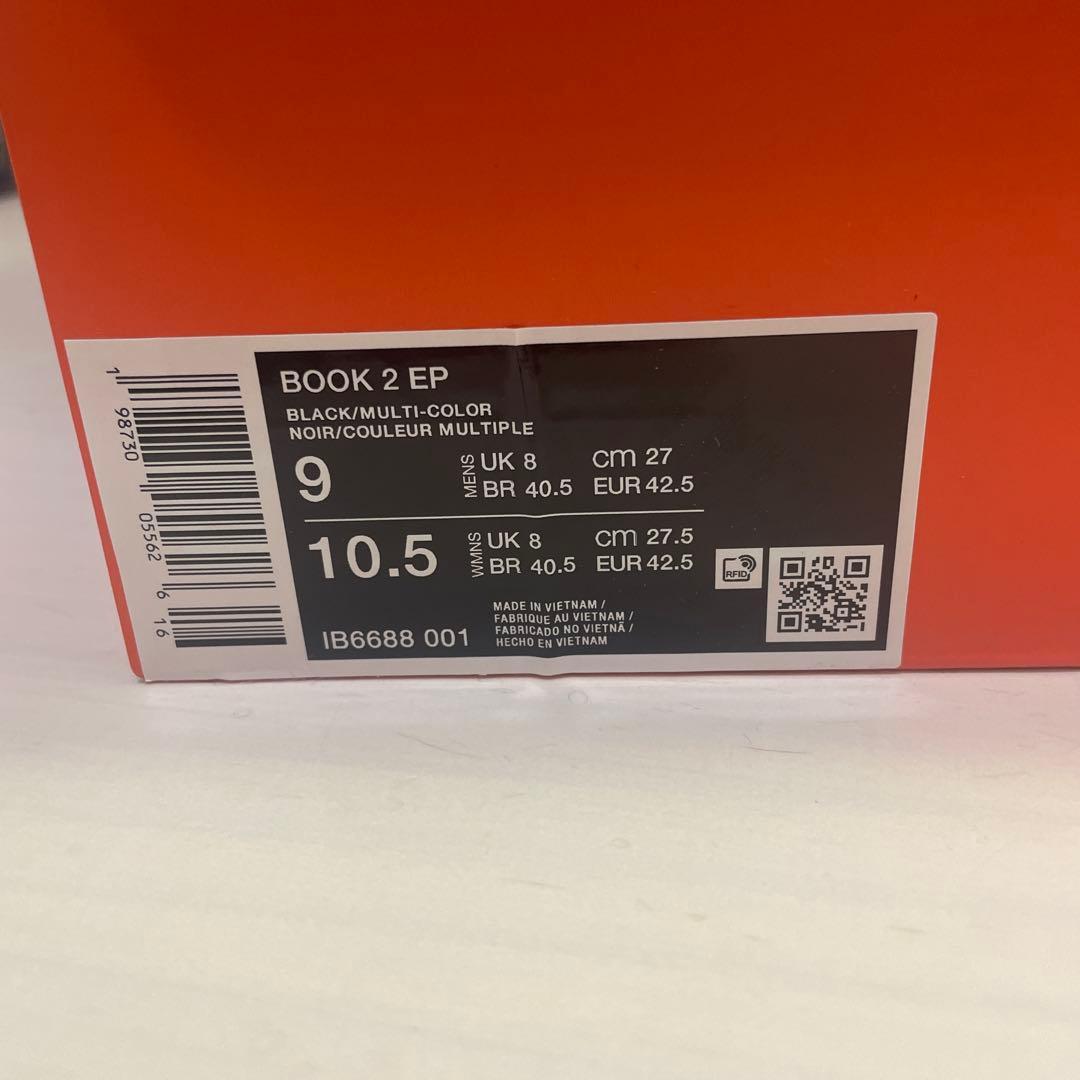 BOOK 2 EP
BLACK/MULTI-COLOR
NOIR/COULEUR MULTIPLE
9
MENS
UK 8 cm 27
BR 40.5 EUR 42.5
10.5
WMNS
UK 8 cm 27.5
BR 40.5 EUR 42.5
IB6688 001
MADE IN VIETNAM /
FABRIQUE AU VIETNAM /
FABRICADO NO VIETNÃ /
HECHO EN VIETNAM
RFID
1 98730 05562 6 16